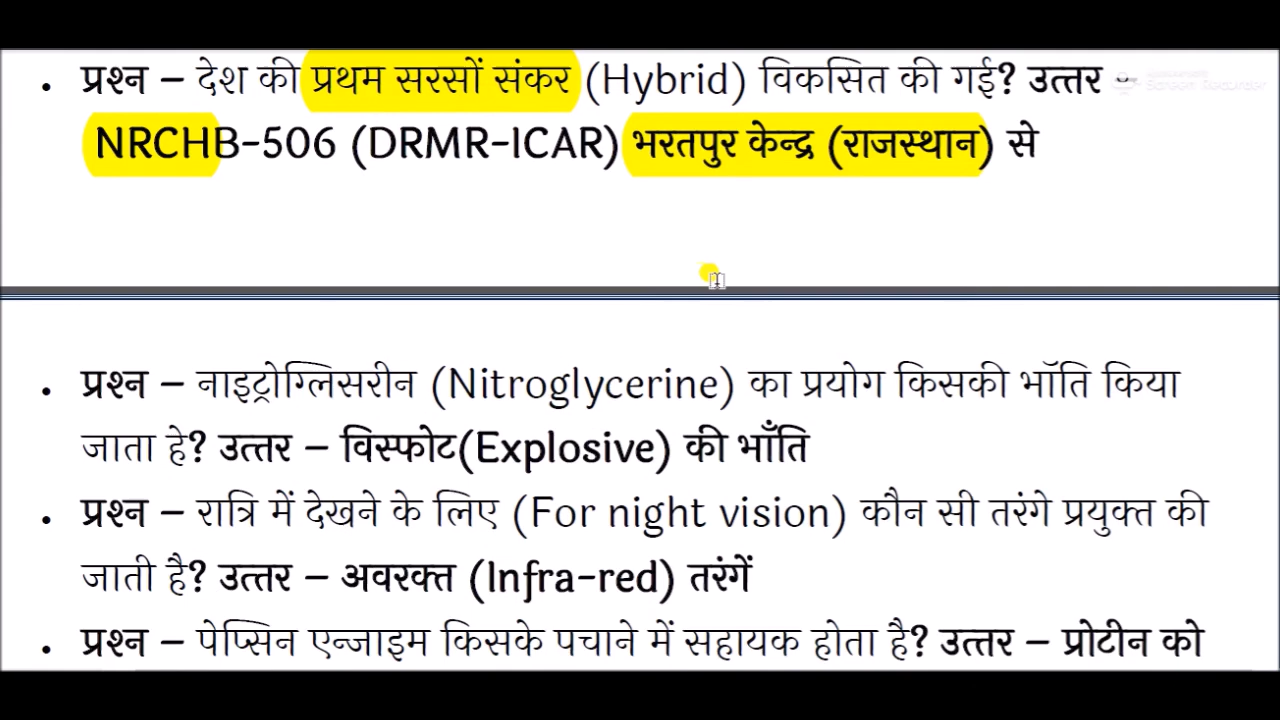 • प्रश्न – देश की प्रथम सरसों संकर (Hybrid) विकसित की गई? उत्तर –
NRCHB-506 (DRMR-ICAR) भरतपुर केन्द्र (राजस्थान) से
• प्रश्न – नाइट्रोग्लिसरीन (Nitroglycerine) का प्रयोग किसकी भॉति किया
जाता हे? उत्तर – विस्फोट(Explosive) की भाँति
• प्रश्न – रात्रि में देखने के लिए (For night vision) कौन सी तरंगे प्रयुक्त की
जाती है? उत्तर – अवरक्त (Infra-red) तरंगें
• प्रश्न – पेप्सिन एन्जाइम किसके पचाने में सहायक होता है? उत्तर – प्रोटीन को
Screen Recorder